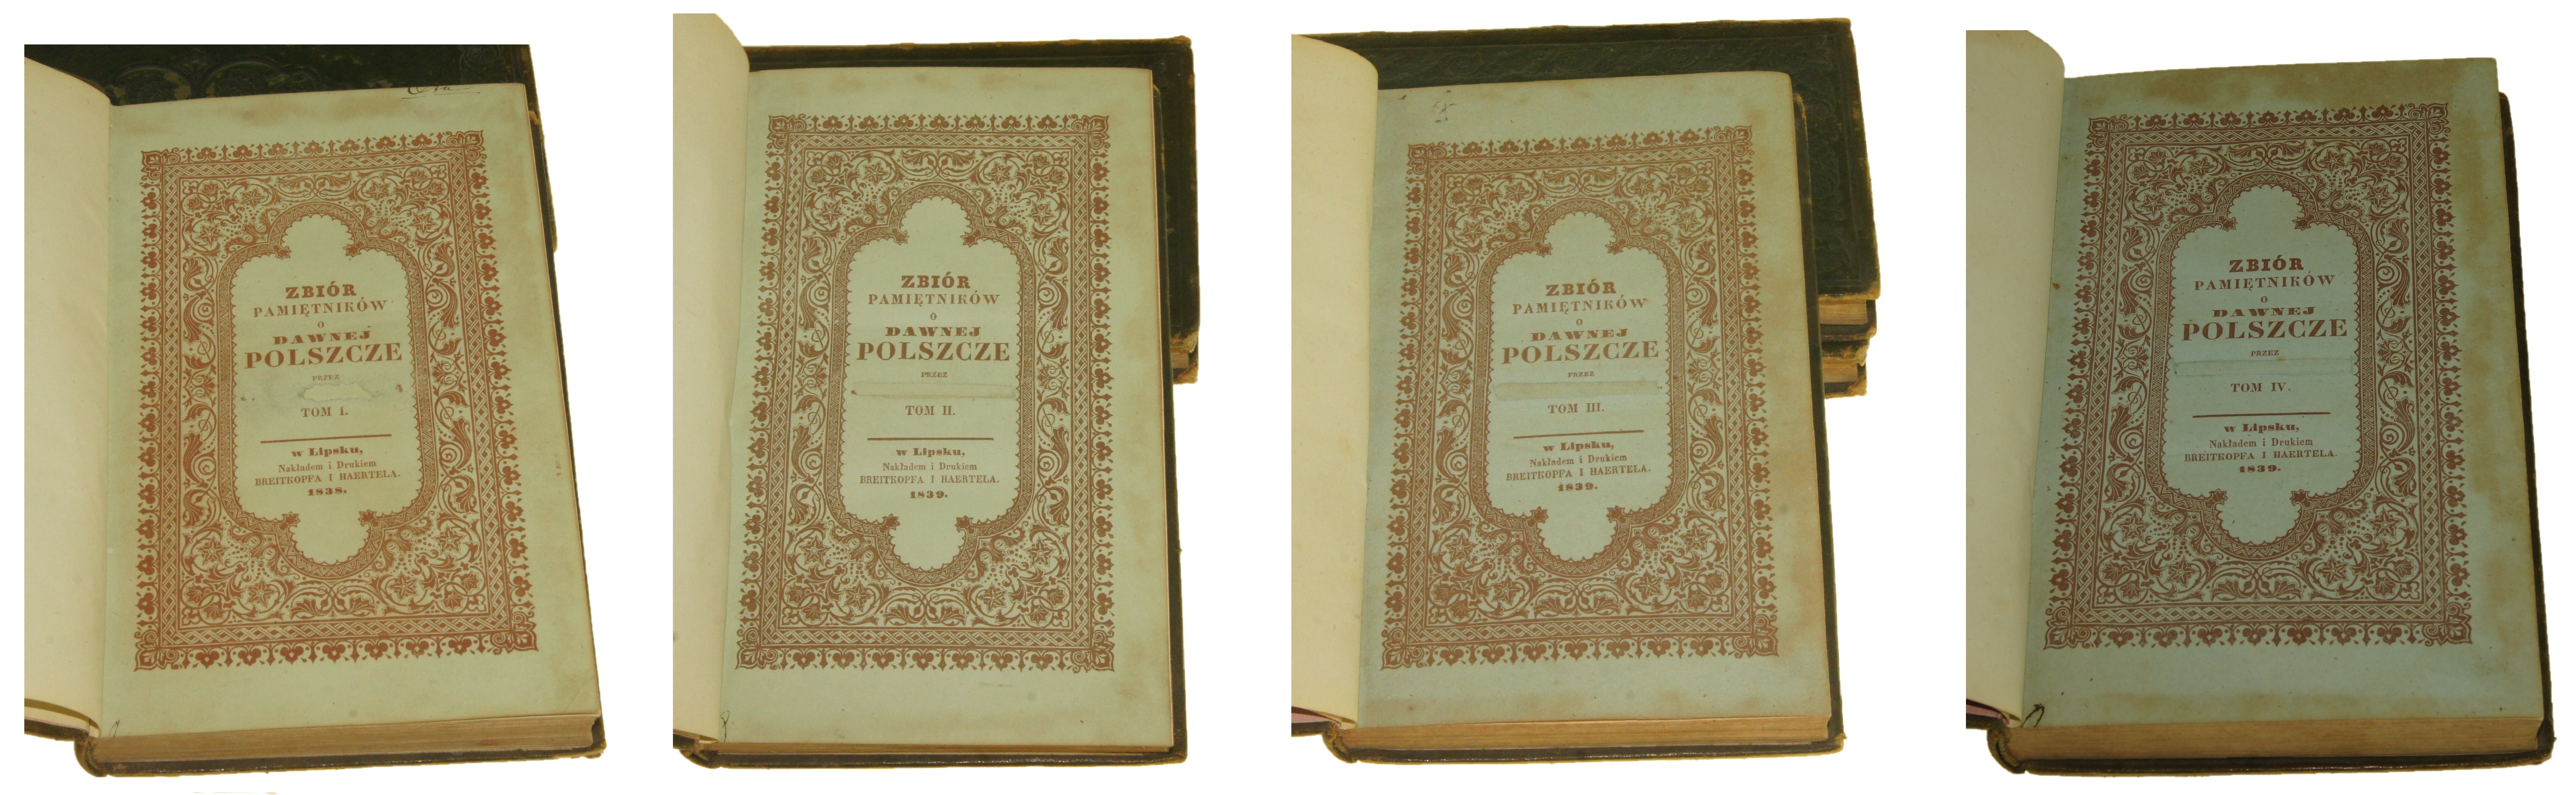 ZBIÓR
PAMIĘTNIKÓW
O
DAWNEJ
POLSZCZE
PRZEZ
TOM I.
w Lipsku,
Nakładem i Drukiem
BREITKOPFA I HAERTELA.
1838.
ZBIÓR
PAMIĘTNIKÓW
O
DAWNEJ
POLSZCZE
PRZEZ
TOM II.
w Lipsku,
Nakładem i Drukiem
BREITKOPFA I HAERTELA.
1839.
ZBIÓR
PAMIĘTNIKÓW
O
DAWNEJ
POLSZCZE
PRZEZ
TOM III.
w Lipsku,
Nakładem i Drukiem
BREITKOPFA I HAERTELA.
1839.
ZBIÓR
PAMIĘTNIKÓW
O
DAWNEJ
POLSZCZE
PRZEZ
TOM IV.
w Lipsku,
Nakładem i Drukiem
BREITKOPFA I HAERTELA.
1839.